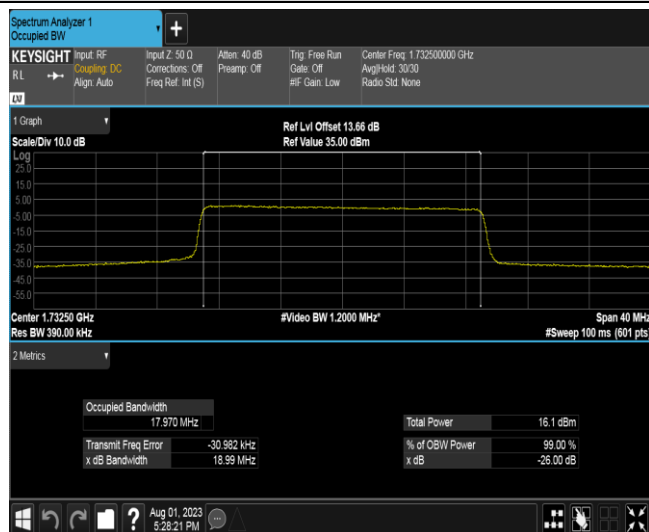 Spectrum Analyzer 1
Occupied BW
+
KEYSIGHT
RL
LXI
Input: RF
Coupling: DC
Align: Auto
Input Z: 50 Ω
Corrections: Off
Freq Ref: Int (S)
Atten: 40 dB
Preamp: Off
Trig: Free Run
Gate: Off
#IF Gain: Low
Center Freq: 1.732500000 GHz
Avg|Hold: 30/30
Radio Std: None
1 Graph
Scale/Div 10.0 dB
Ref Lvl Offset 13.66 dB
Ref Value 35.00 dBm
Log
25.0
15.0
5.00
-5.00
-15.0
-25.0
-35.0
-45.0
-55.0
Center 1.73250 GHz
#Video BW 1.2000 MHz*
Span 40 MHz
Res BW 390.00 kHz
#Sweep 100 ms (601 pts)
2 Metrics
Occupied Bandwidth
17.970 MHz
Total Power 16.1 dBm
Transmit Freq Error -30.982 kHz
% of OBW Power 99.00 %
x dB Bandwidth 18.99 MHz
x dB -26.00 dB
?
Aug 01, 2023
5:28:21 PM